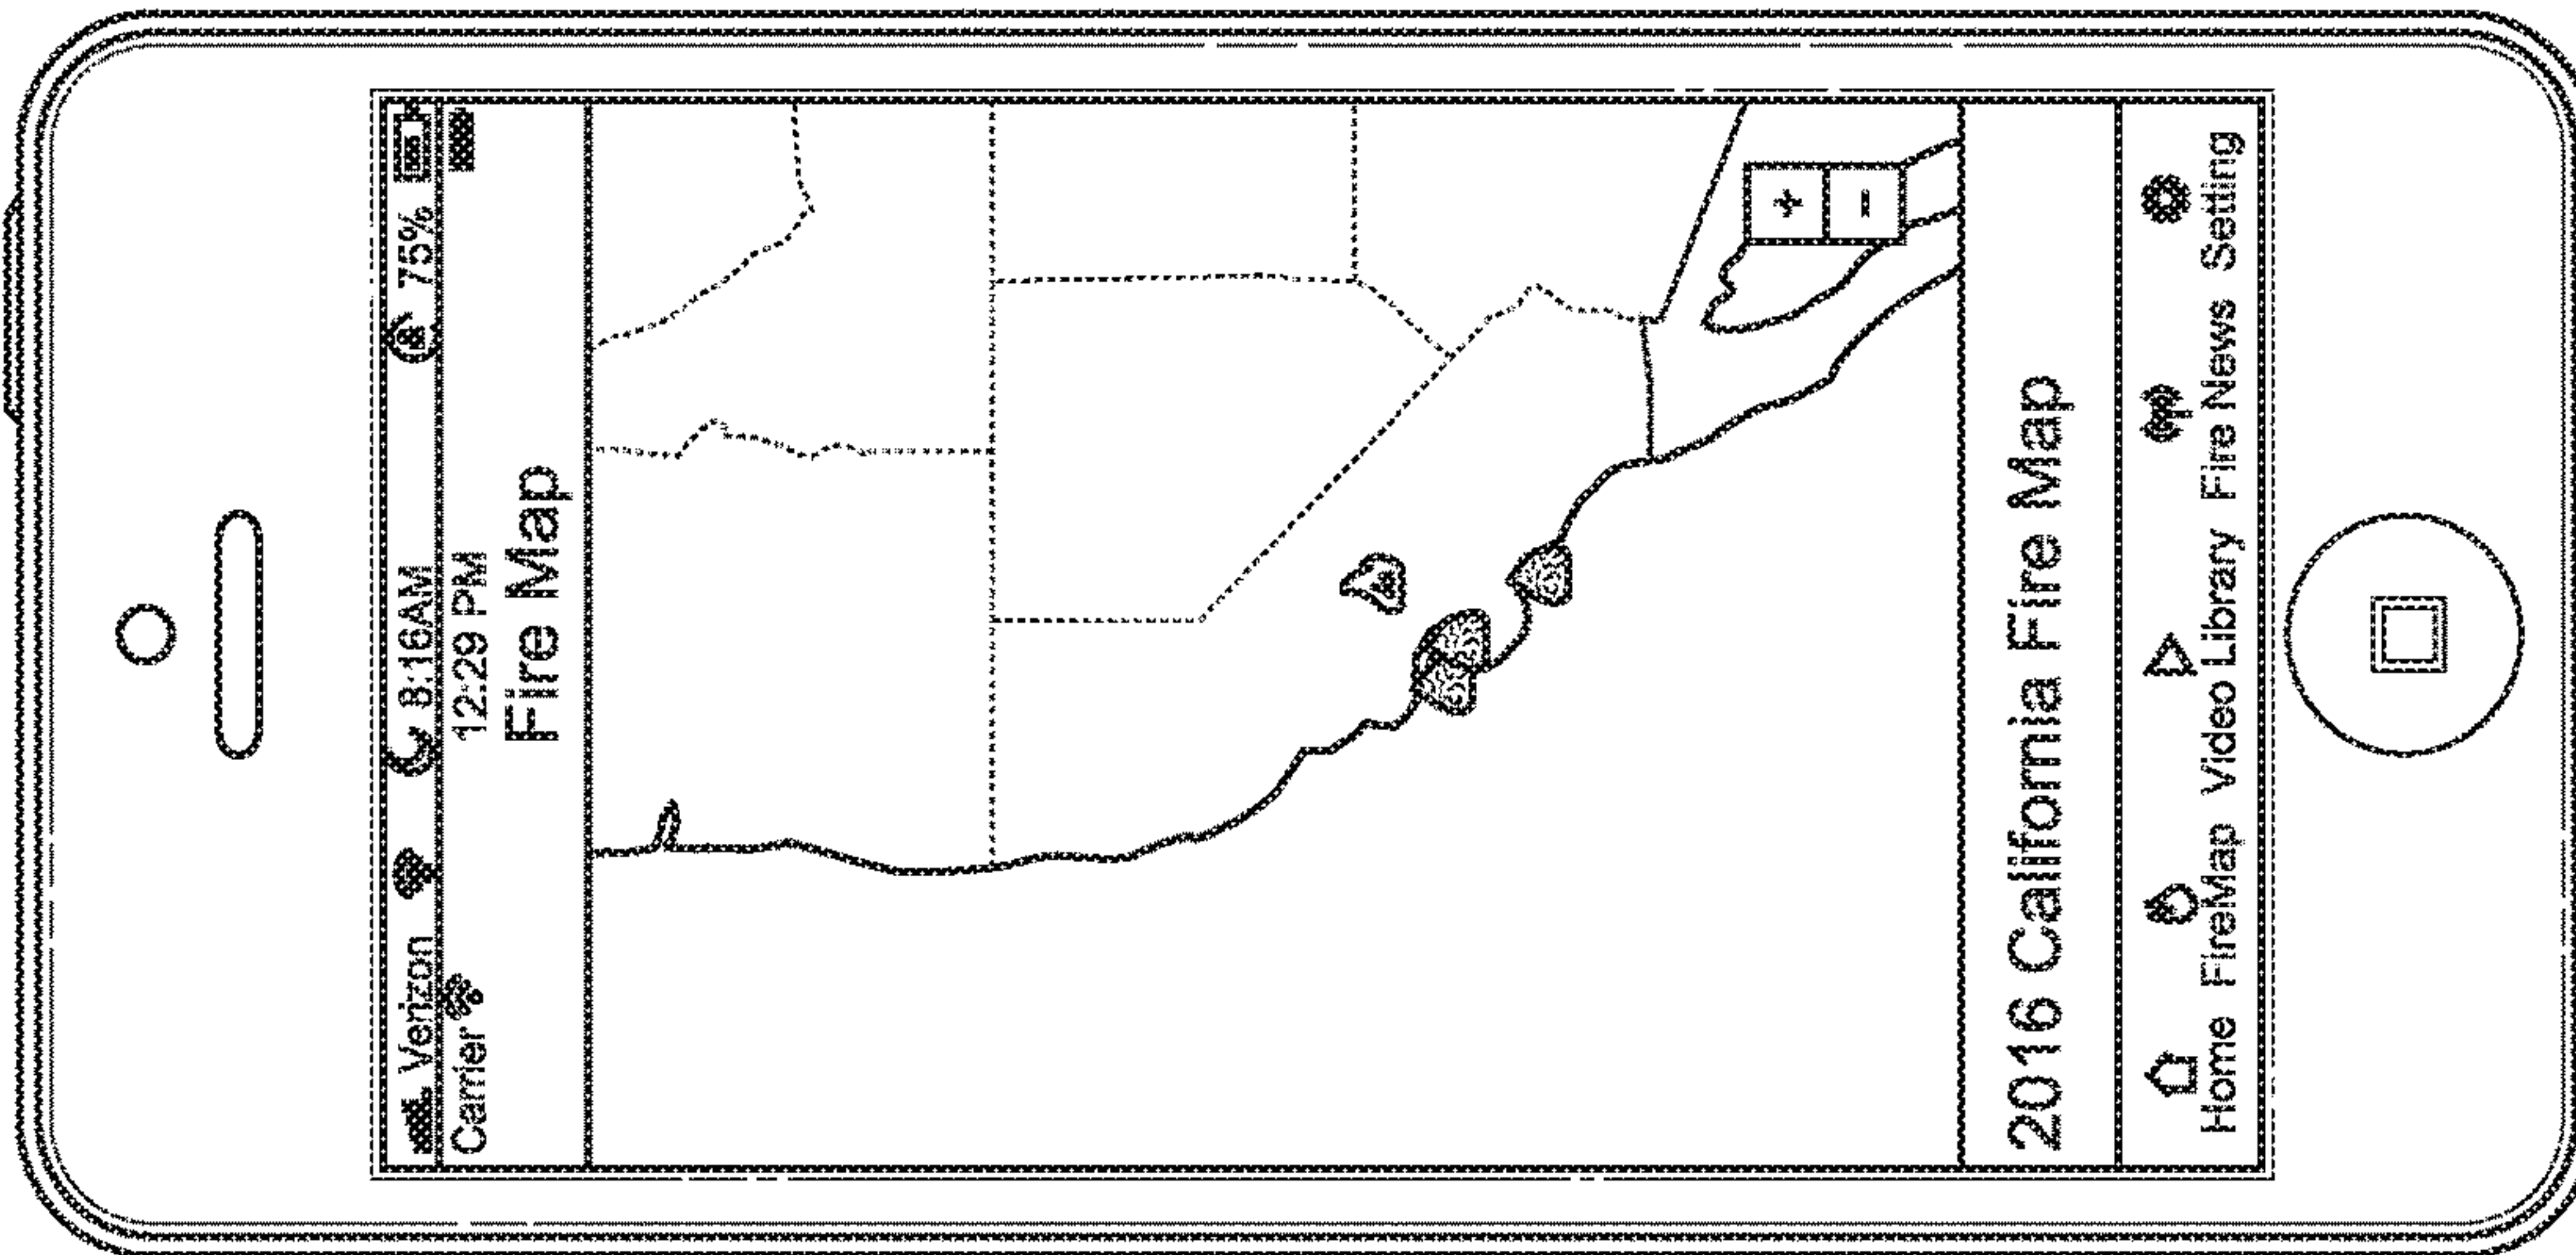 Verizon 8:16AM 75%
Carrier 12:29 PM
Fire Map
+
−
2016 California Fire Map
Home FireMap Video Library Fire News Setting